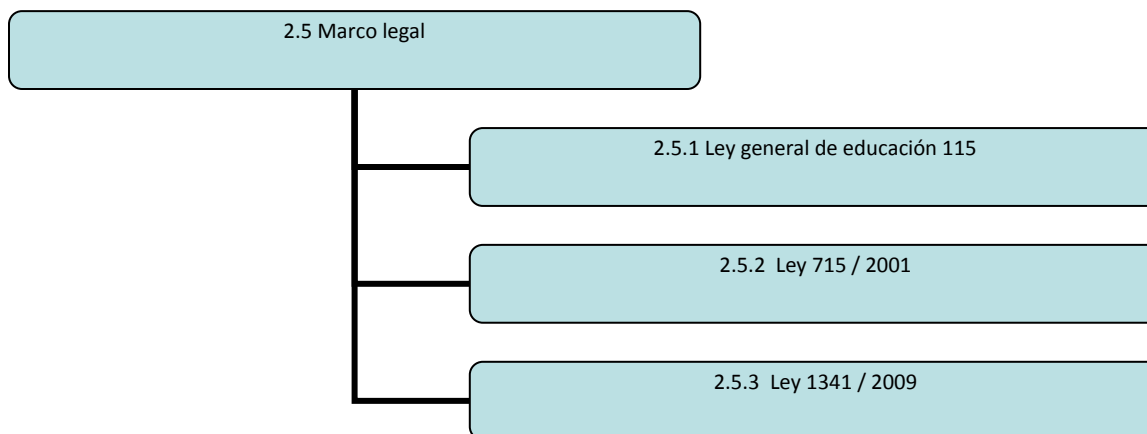 2.5 Marco legal
2.5.1 Ley general de educación 115
2.5.2 Ley 715 / 2001
2.5.3 Ley 1341 / 2009